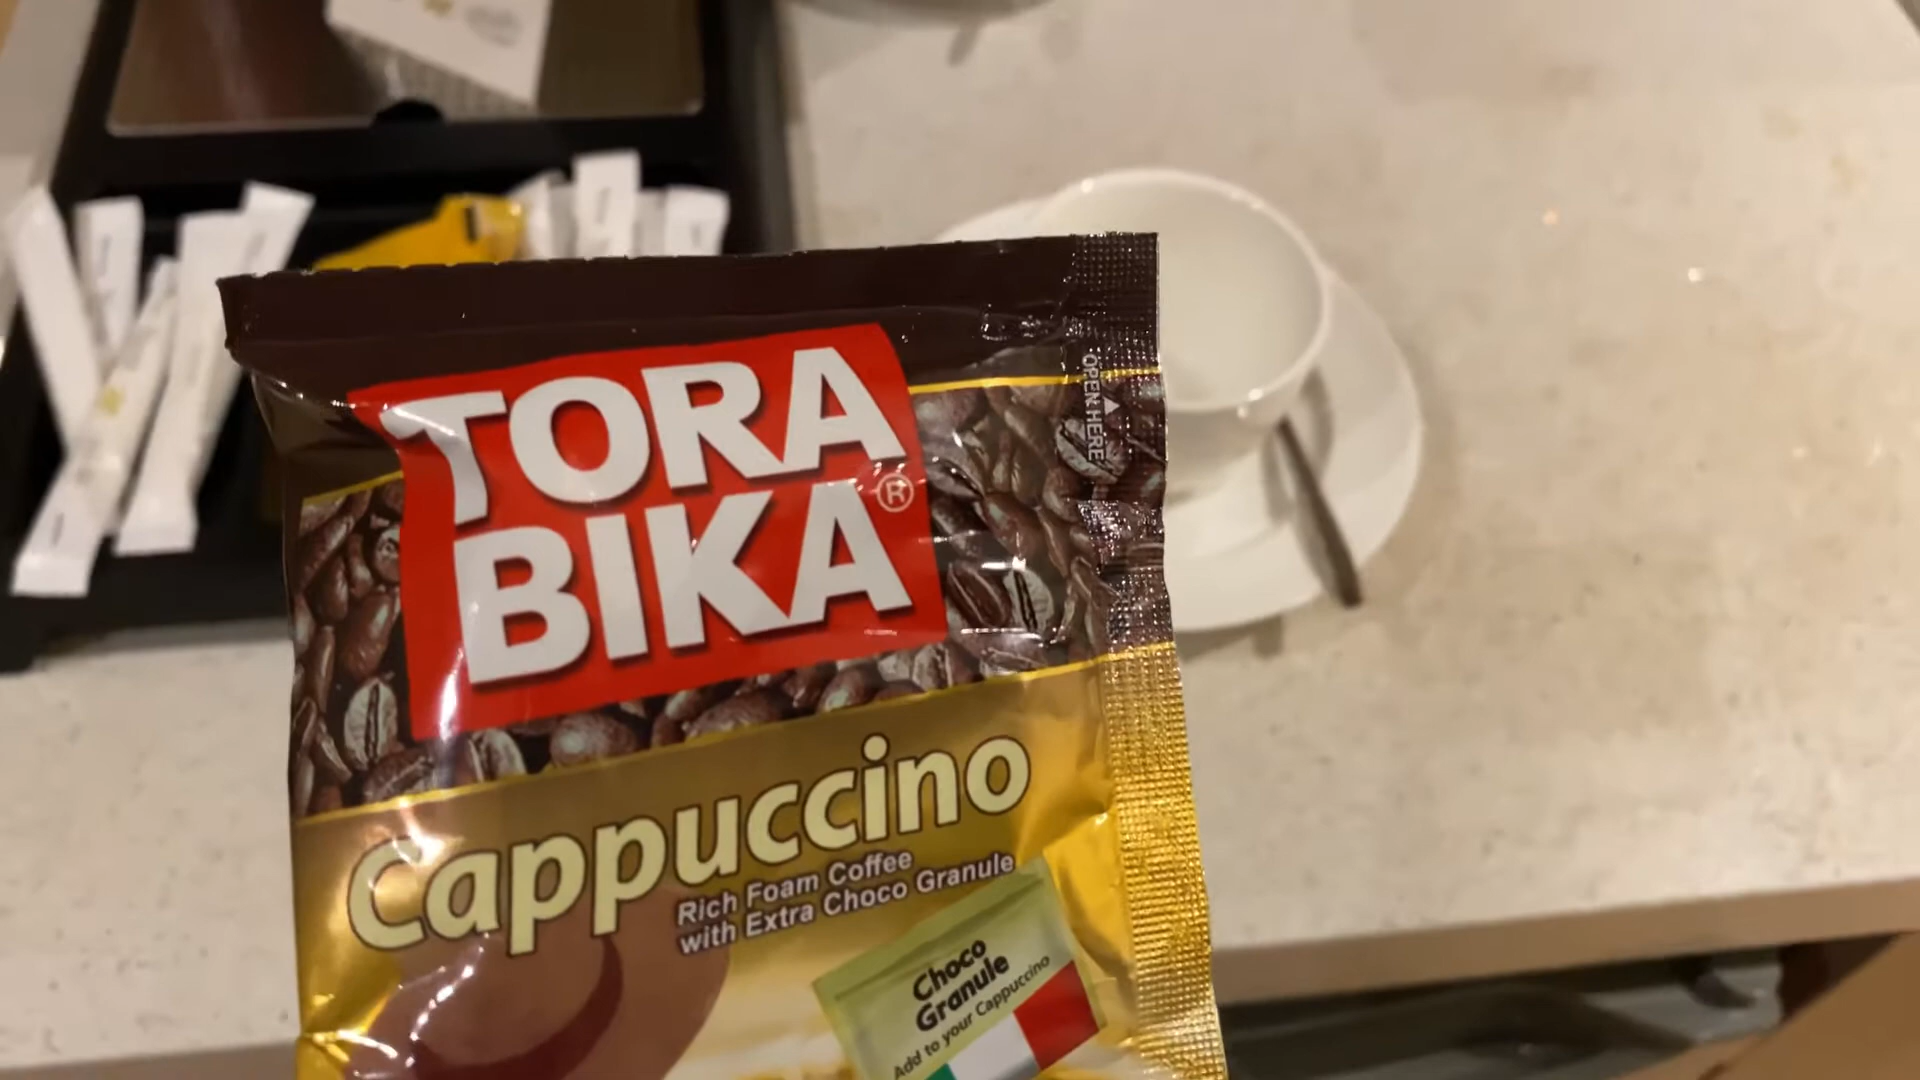 TORA
BIKA®
OPEN HERE
Cappuccino
Rich Foam Coffee
with Extra Choco Granule
Choco
Granule
Add to your Cappuccino